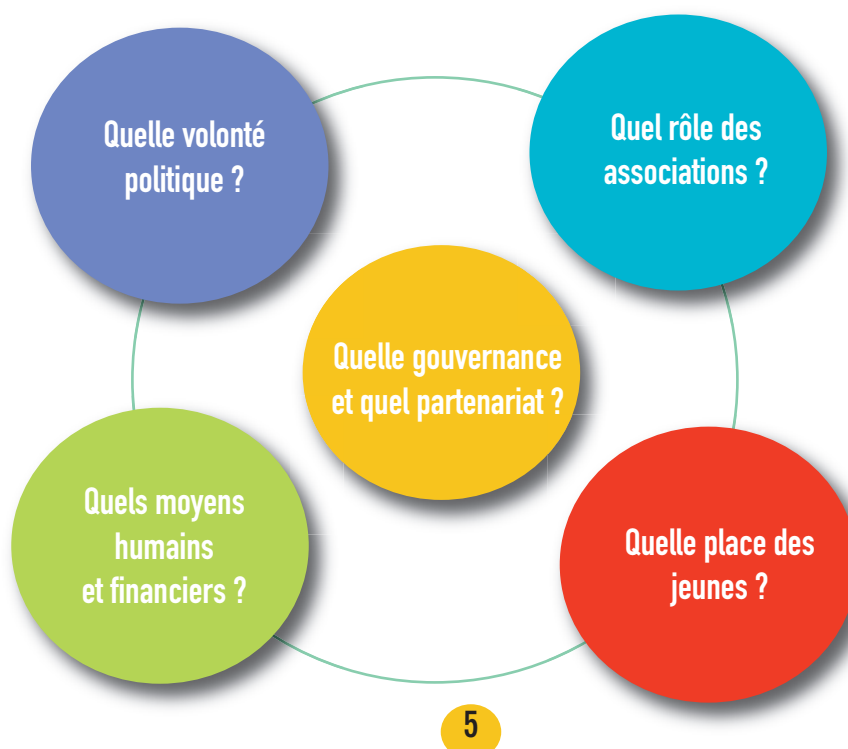 Quelle volonté
politique ?
Quel rôle des
associations ?
Quelle gouvernance
et quel partenariat ?
Quels moyens
humains
et financiers ?
Quelle place des
jeunes ?
5